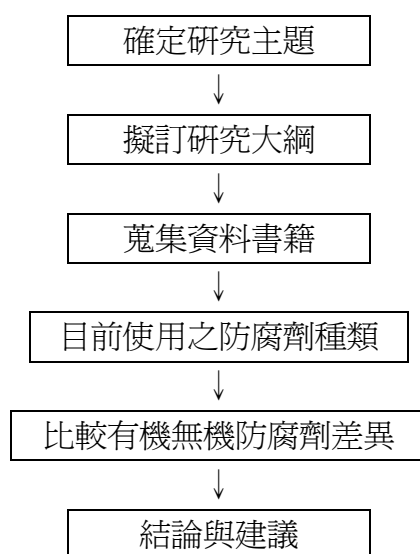 確定研究主題
↓
擬訂研究大綱
↓
蒐集資料書籍
↓
目前使用之防腐劑種類
↓
比較有機無機防腐劑差異
↓
結論與建議